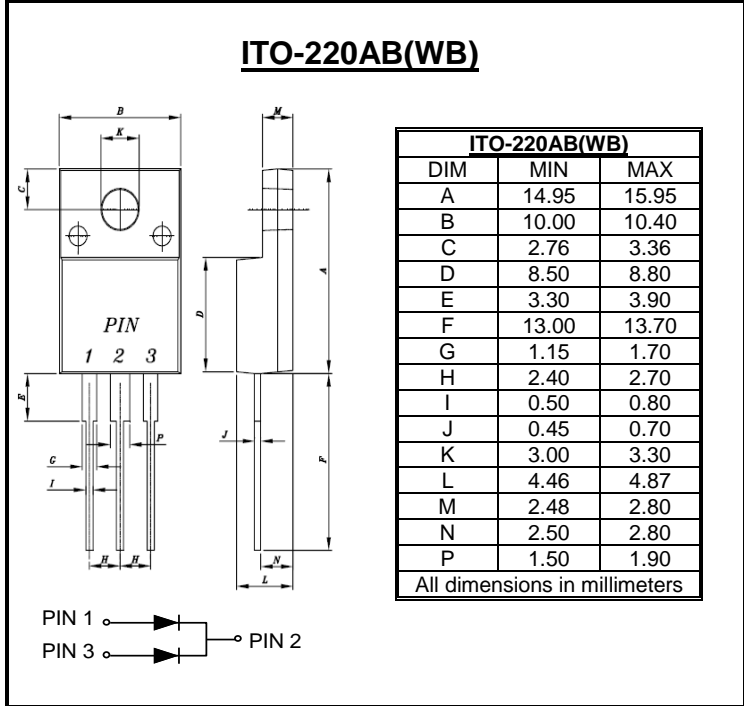 ITO-220AB(WB)
B
K
M
C
A
D
PIN
1 2 3
E
J
P
G
F
I
H H
N
L
ITO-220AB(WB)
DIM MIN MAX
A 14.95 15.95
B 10.00 10.40
C 2.76 3.36
D 8.50 8.80
E 3.30 3.90
F 13.00 13.70
G 1.15 1.70
H 2.40 2.70
I 0.50 0.80
J 0.45 0.70
K 3.00 3.30
L 4.46 4.87
M 2.48 2.80
N 2.50 2.80
P 1.50 1.90
All dimensions in millimeters
PIN 1
PIN 3
PIN 2